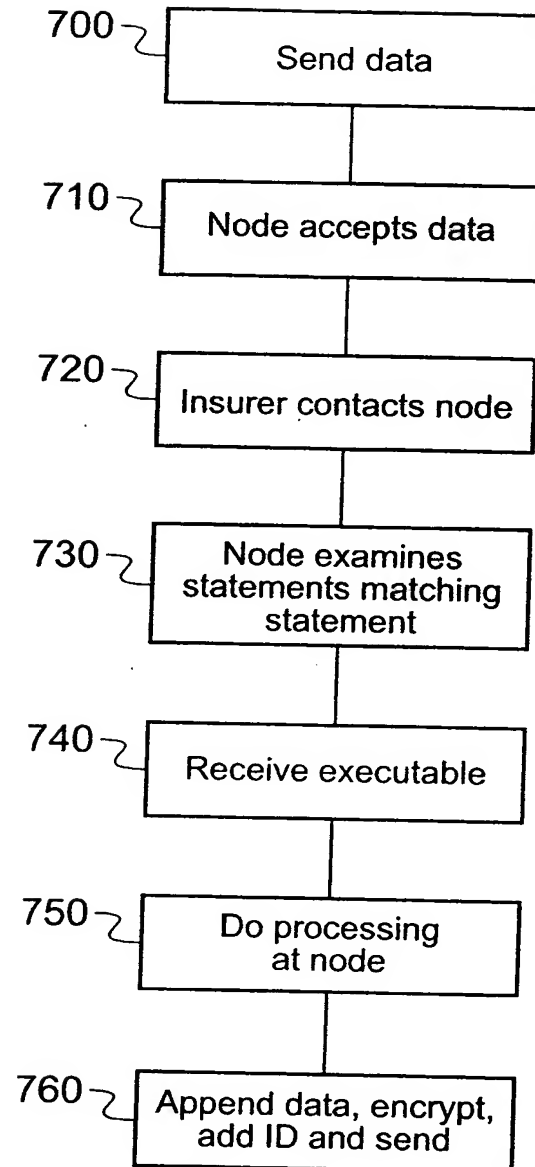 700
Send data
710
Node accepts data
720
Insurer contacts node
730
Node examines
statements matching
statement
740
Receive executable
750
Do processing
at node
760
Append data, encrypt,
add ID and send